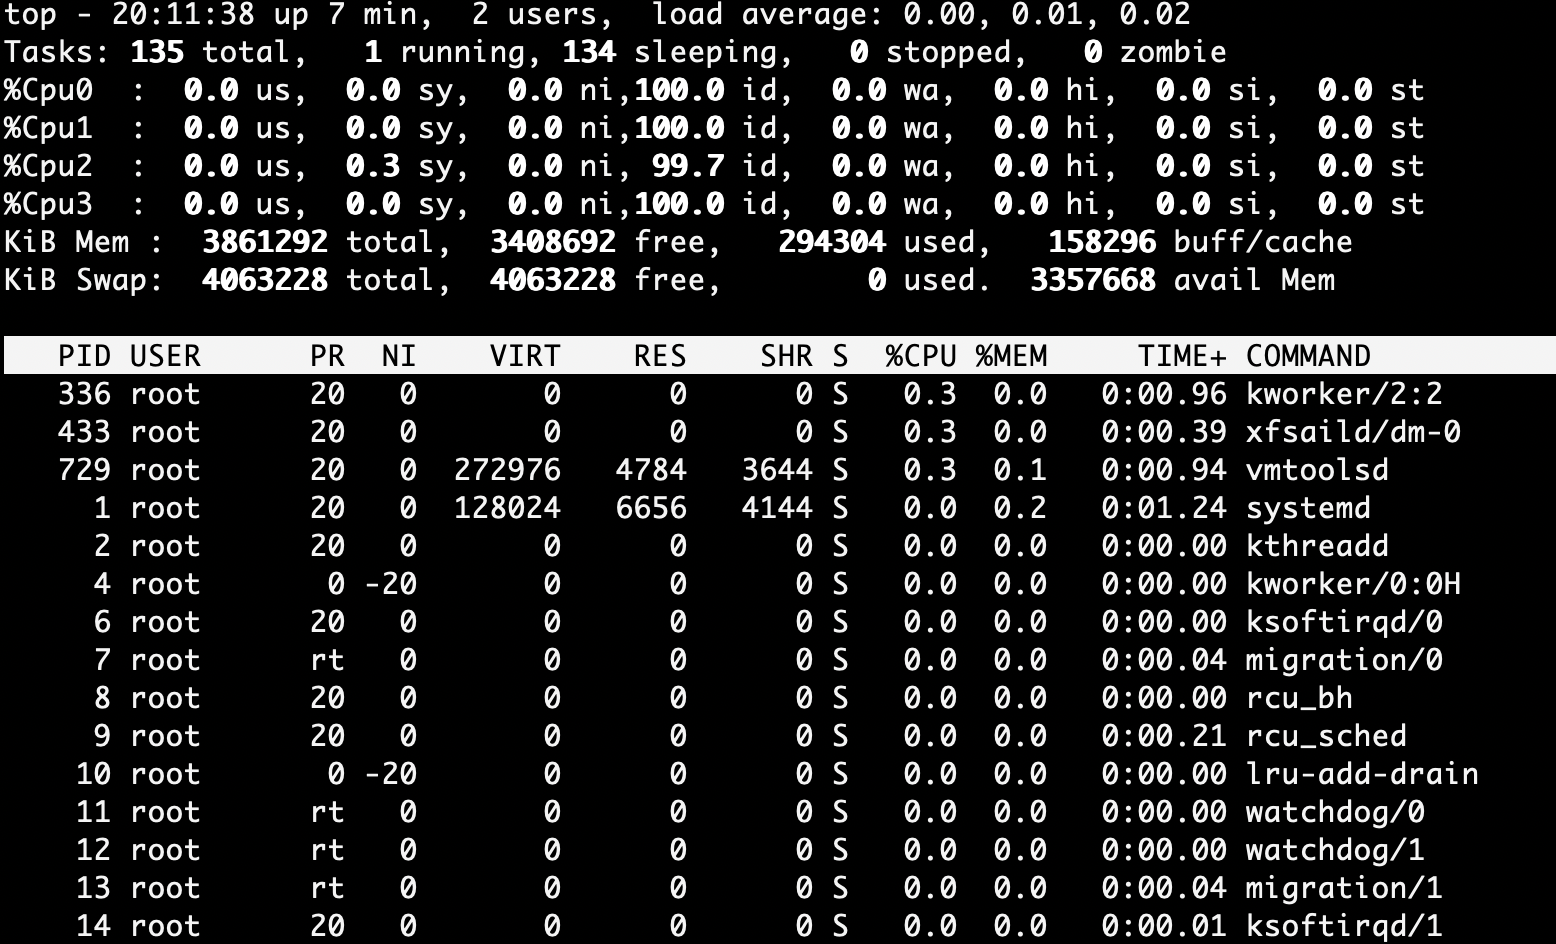 top - 20:11:38 up 7 min,  2 users,  load average: 0.00, 0.01, 0.02
Tasks: 135 total,   1 running, 134 sleeping,   0 stopped,   0 zombie
%Cpu0  :  0.0 us,  0.0 sy,  0.0 ni,100.0 id,  0.0 wa,  0.0 hi,  0.0 si,  0.0 st
%Cpu1  :  0.0 us,  0.0 sy,  0.0 ni,100.0 id,  0.0 wa,  0.0 hi,  0.0 si,  0.0 st
%Cpu2  :  0.0 us,  0.3 sy,  0.0 ni, 99.7 id,  0.0 wa,  0.0 hi,  0.0 si,  0.0 st
%Cpu3  :  0.0 us,  0.0 sy,  0.0 ni,100.0 id,  0.0 wa,  0.0 hi,  0.0 si,  0.0 st
KiB Mem :  3861292 total,  3408692 free,   294304 used,   158296 buff/cache
KiB Swap:  4063228 total,  4063228 free,        0 used.  3357668 avail Mem
   PID USER      PR  NI    VIRT    RES    SHR S  %CPU %MEM     TIME+ COMMAND
   336 root      20   0       0      0      0 S   0.3  0.0   0:00.96 kworker/2:2
   433 root      20   0       0      0      0 S   0.3  0.0   0:00.39 xfsaild/dm-0
   729 root      20   0  272976   4784   3644 S   0.3  0.1   0:00.94 vmtoolsd
     1 root      20   0  128024   6656   4144 S   0.0  0.2   0:01.24 systemd
     2 root      20   0       0      0      0 S   0.0  0.0   0:00.00 kthreadd
     4 root       0 -20       0      0      0 S   0.0  0.0   0:00.00 kworker/0:0H
     6 root      20   0       0      0      0 S   0.0  0.0   0:00.00 ksoftirqd/0
     7 root      rt   0       0      0      0 S   0.0  0.0   0:00.04 migration/0
     8 root      20   0       0      0      0 S   0.0  0.0   0:00.00 rcu_bh
     9 root      20   0       0      0      0 S   0.0  0.0   0:00.21 rcu_sched
    10 root       0 -20       0      0      0 S   0.0  0.0   0:00.00 lru-add-drain
    11 root      rt   0       0      0      0 S   0.0  0.0   0:00.00 watchdog/0
    12 root      rt   0       0      0      0 S   0.0  0.0   0:00.00 watchdog/1
    13 root      rt   0       0      0      0 S   0.0  0.0   0:00.04 migration/1
    14 root      20   0       0      0      0 S   0.0  0.0   0:00.01 ksoftirqd/1